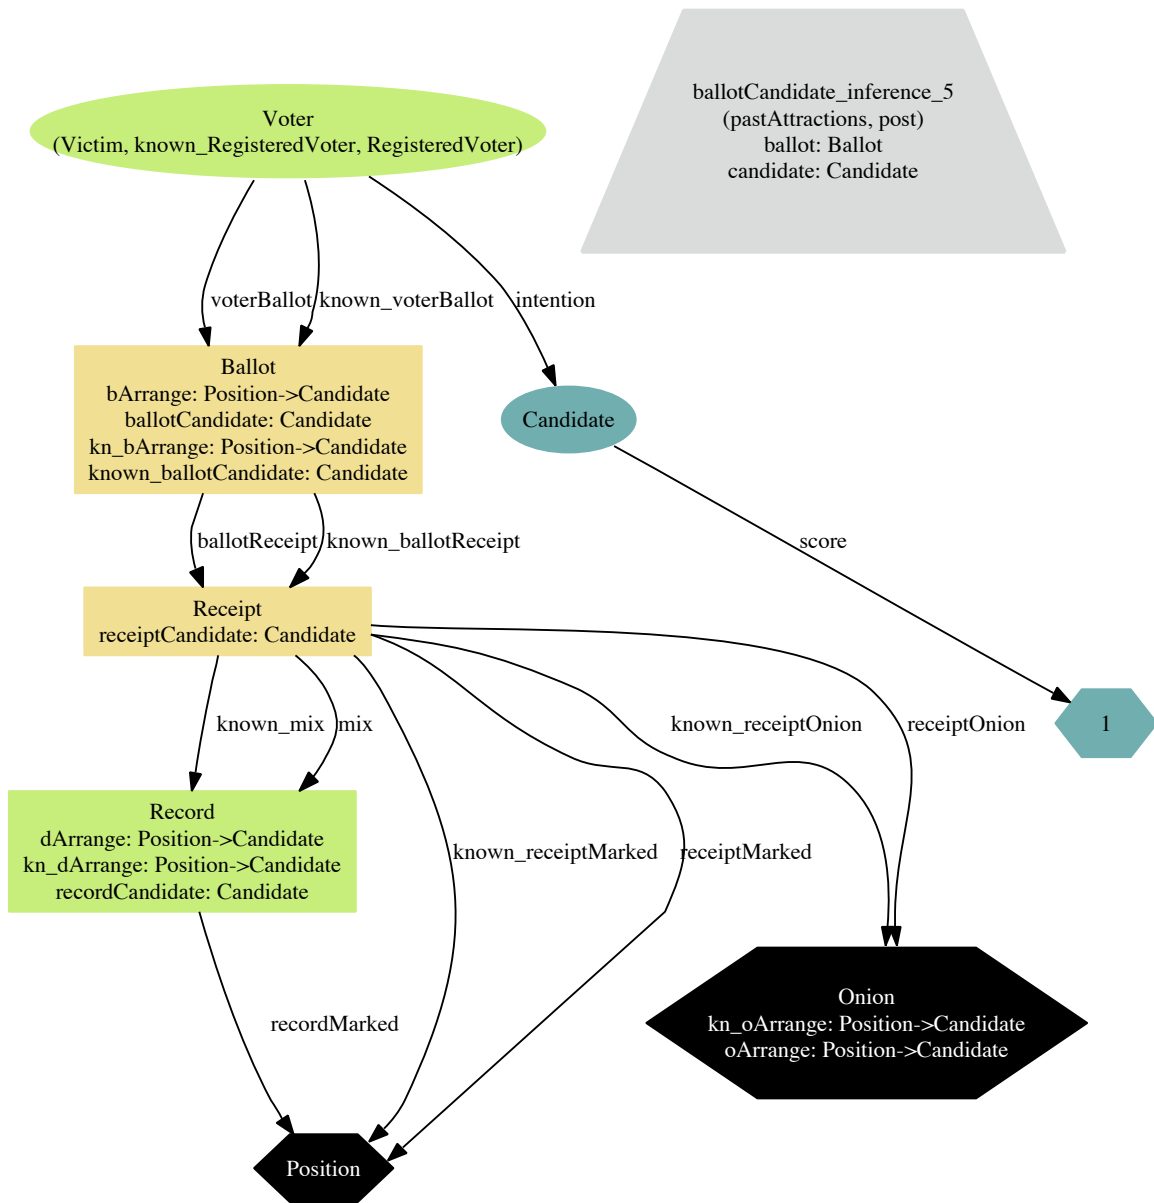 ballotCandidate_inference_5
(pastAttractions, post)
ballot: Ballot
candidate: Candidate
Voter
(Victim, known_RegisteredVoter, RegisteredVoter)
voterBallot
known_voterBallot
intention
Ballot
bArrange: Position->Candidate
ballotCandidate: Candidate
kn_bArrange: Position->Candidate
known_ballotCandidate: Candidate
Candidate
ballotReceipt
known_ballotReceipt
score
Receipt
receiptCandidate: Candidate
known_mix
mix
known_receiptOnion
receiptOnion
1
Record
dArrange: Position->Candidate
kn_dArrange: Position->Candidate
recordCandidate: Candidate
known_receiptMarked
receiptMarked
recordMarked
Onion
kn_oArrange: Position->Candidate
oArrange: Position->Candidate
Position